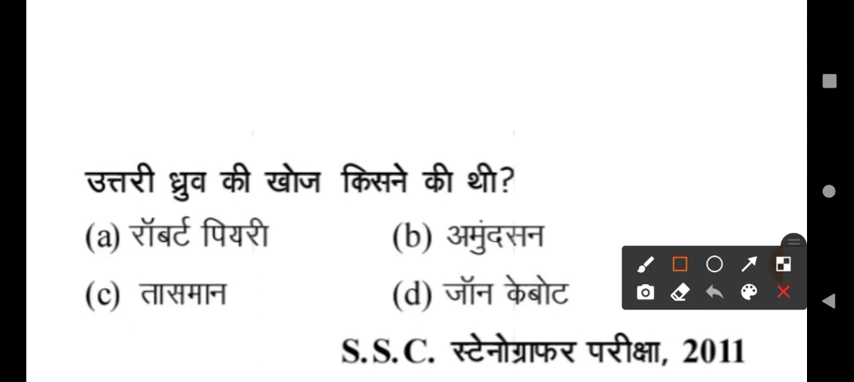 उत्तरी ध्रुव की खोज किसने की थी?
(a) रॉबर्ट पियरी (b) अमुंदसन
(c) तासमान (d) जॉन केबोट
S.S.C. स्टेनोग्राफर परीक्षा, 2011